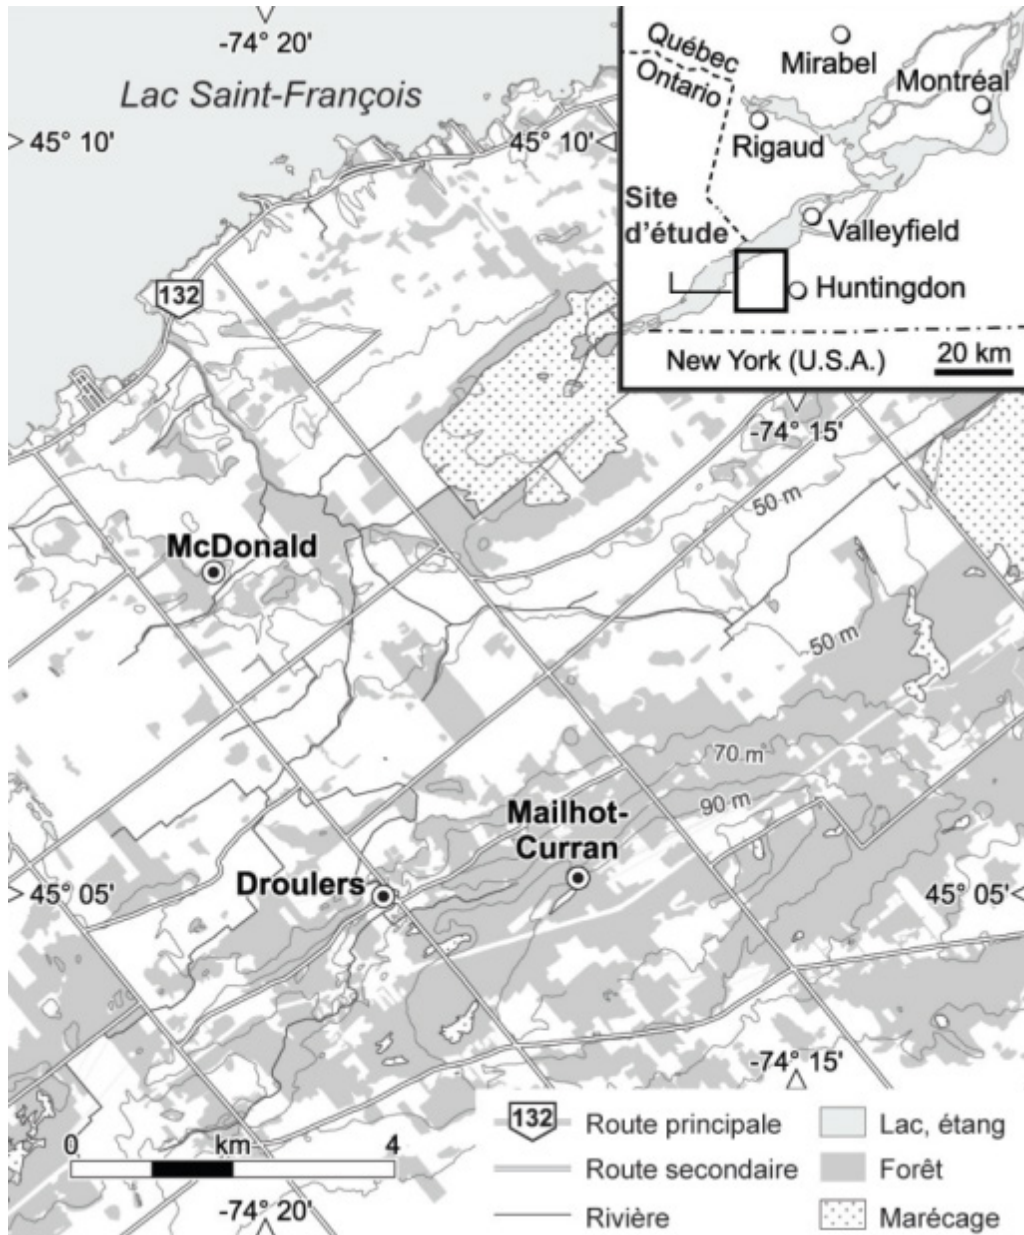 -74° 20'
Lac Saint-François
45° 10'
45° 10'
132
Québec
Ontario
Mirabel
Montréal
Rigaud
Site
d'étude
Valleyfield
Huntingdon
New York (U.S.A.)
20 km
-74° 15'
50 m
McDonald
50 m
70 m
90 m
Mailhot-
Curran
Droulers
45° 05'
45° 05'
-74° 15'
0 km 4
-74° 20'
132 Route principale
Route secondaire
Rivière
Lac, étang
Forêt
Marécage